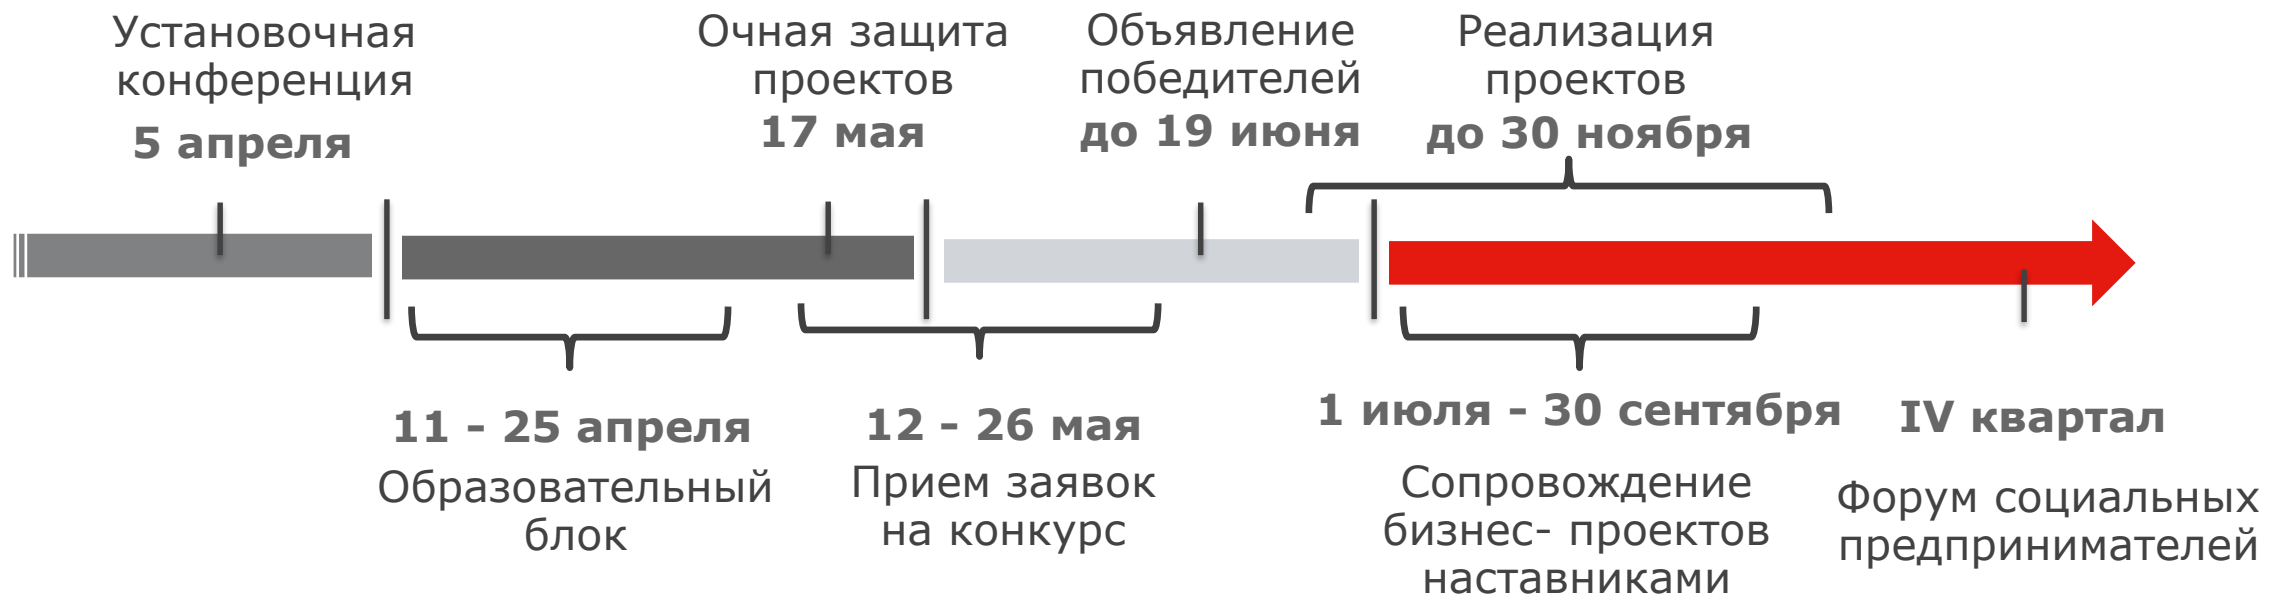 Установочная
конференция
5 апреля
Очная защита
проектов
17 мая
Объявление
победителей
до 19 июня
Реализация
проектов
до 30 ноября
11 - 25 апреля
Образовательный
блок
12 - 26 мая
Прием заявок
на конкурс
1 июля - 30 сентября
Сопровождение
бизнес- проектов
наставниками
IV квартал
Форум социальных
предпринимателей